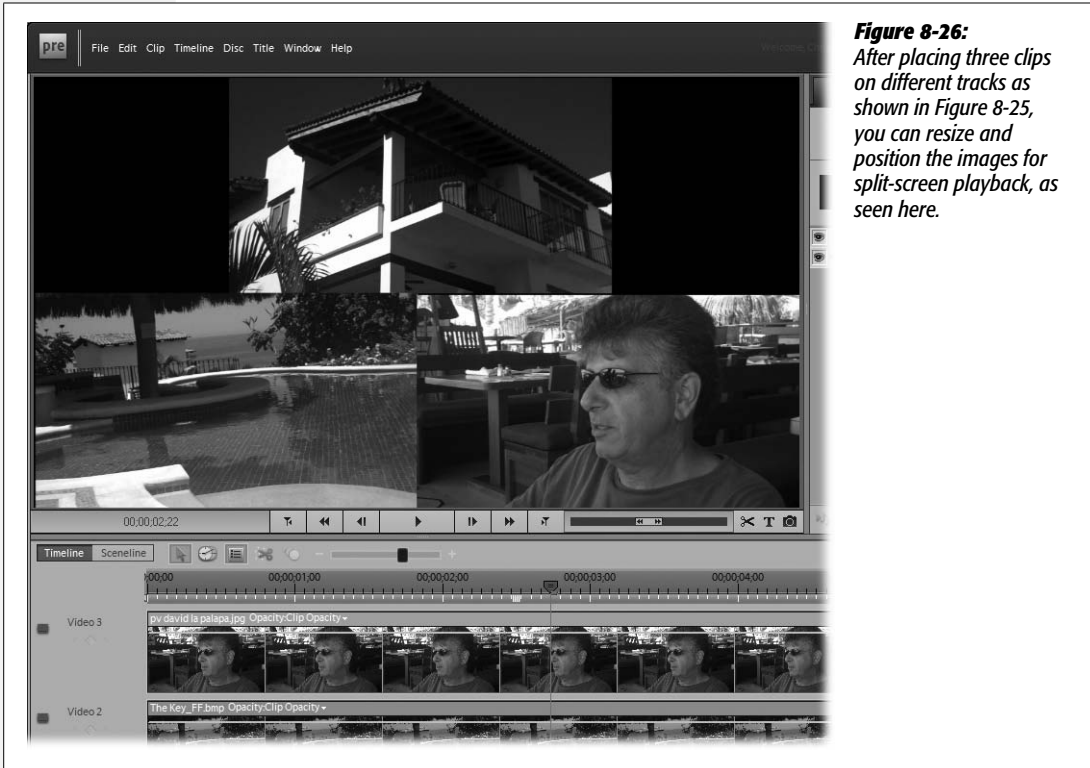 pre
File Edit Clip Timeline Disc Title Window Help
00;00;02;22
T
Timeline Sceneline
- +
;00;00 00;00;01;00 00;00;02;00 00;00;03;00 00;00;04;00
Video 3
pv david la palapa.jpg Opacity:Clip Opacity
Video 2
The Key_FF.bmp Opacity:Clip Opacity
Figure 8-26:
After placing three clips
on different tracks as
shown in Figure 8-25,
you can resize and
position the images for
split-screen playback, as
seen here.